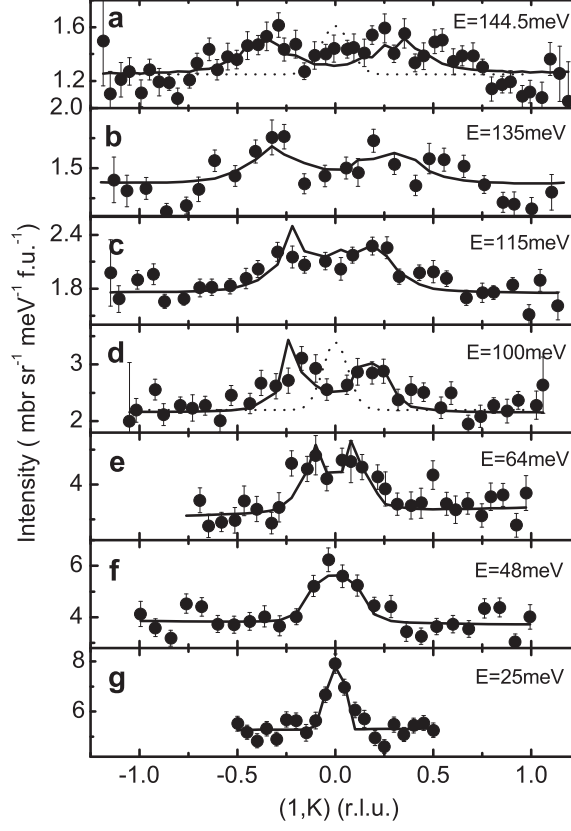 a
E=144.5meV
1.6
1.2
2.0
b
E=135meV
1.5
c
E=115meV
2.4
1.8
d
E=100meV
3
2
e
E=64meV
4
f
E=48meV
6
4
g
E=25meV
8
6
Intensity ( mbr sr⁻¹ meV⁻¹ f.u.⁻¹)
-1.0 -0.5 0.0 0.5 1.0
(1,K) (r.l.u.)